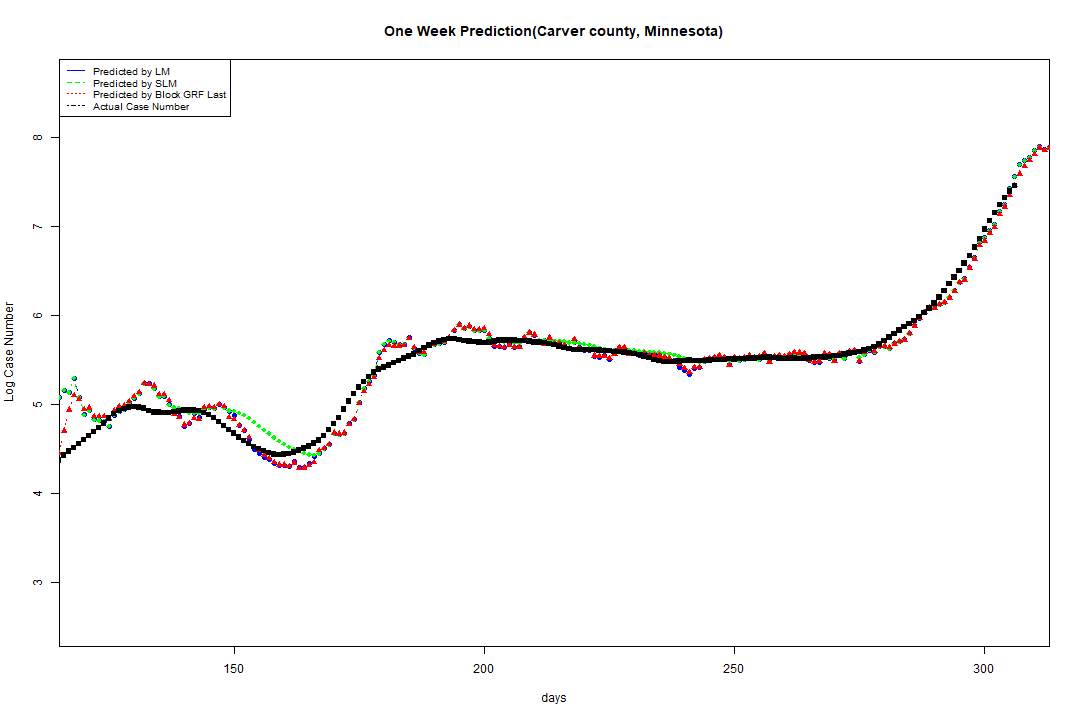 One Week Prediction(Carver county, Minnesota)
Predicted by LM
Predicted by SLM
Predicted by Block GRF Last
Actual Case Number
Log Case Number
8
7
6
5
4
3
150 200 250 300
days